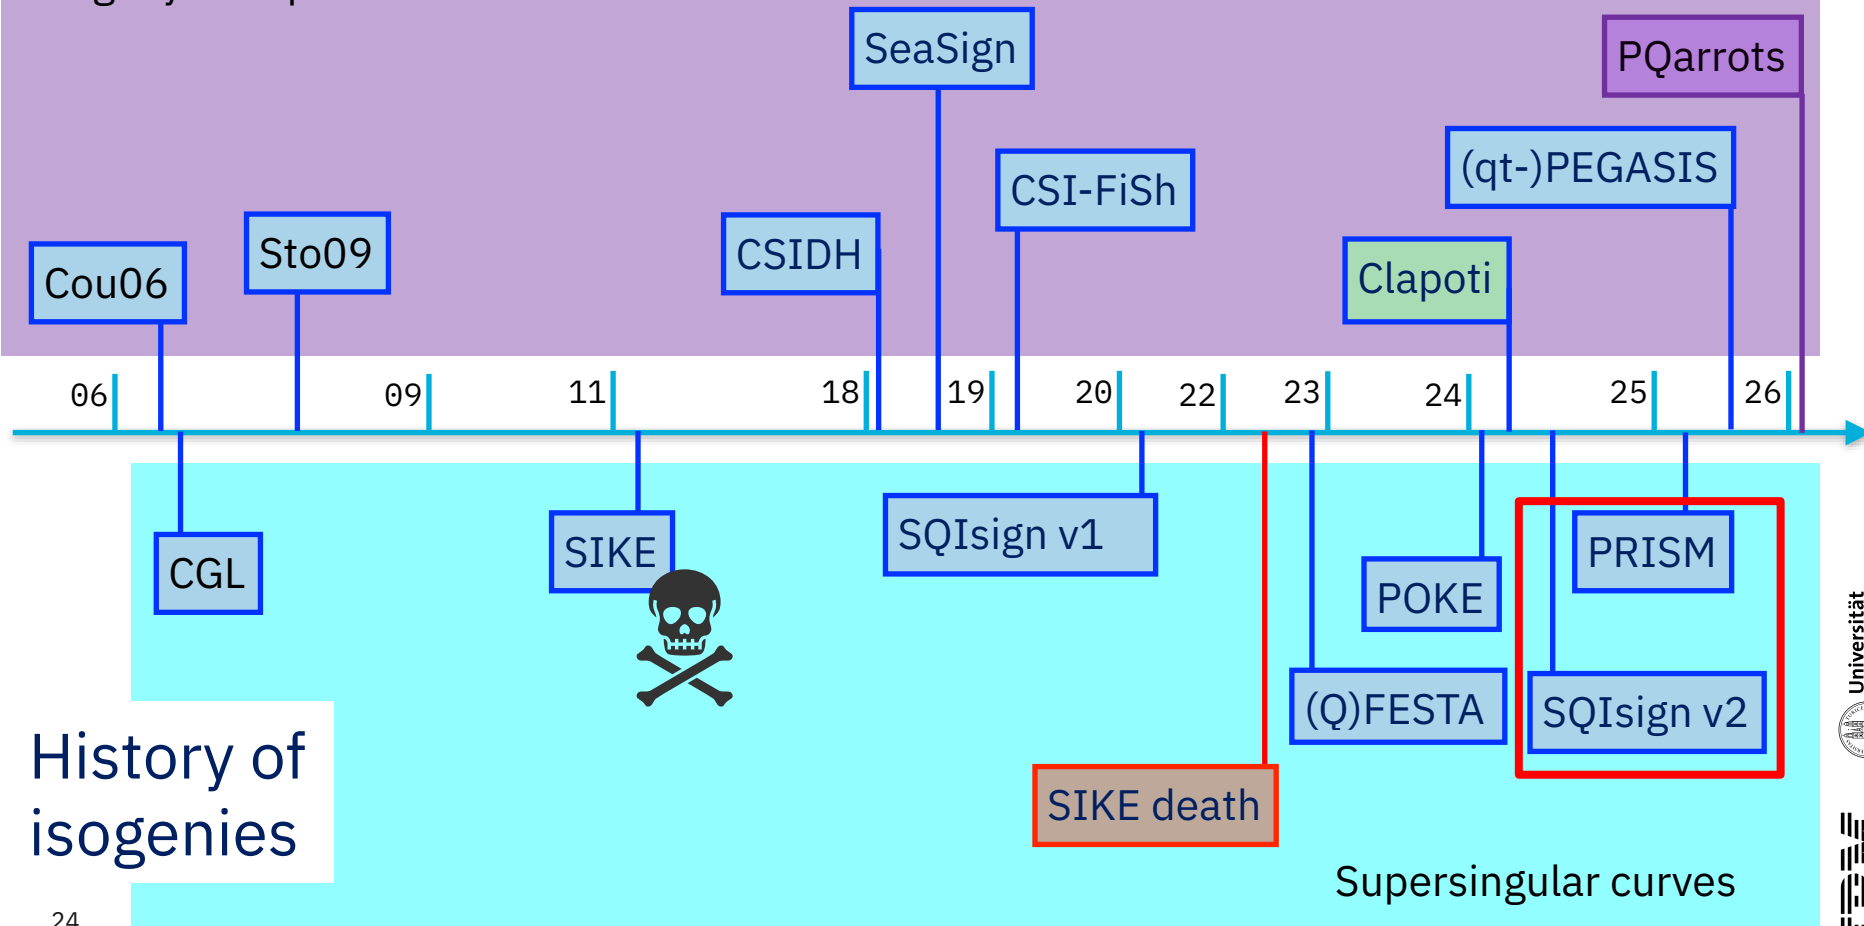 SeaSign
PQarrots
(qt-)PEGASIS
CSI-FiSh
Sto09
CSIDH
Cou06
Clapoti
06
09
11
18
19
20
22
23
24
25
26
SQIsign v1
SIKE
PRISM
CGL
POKE
(Q)FESTA
SQIsign v2
SIKE death
History of
isogenies
Supersingular curves
24
Universität
IBM